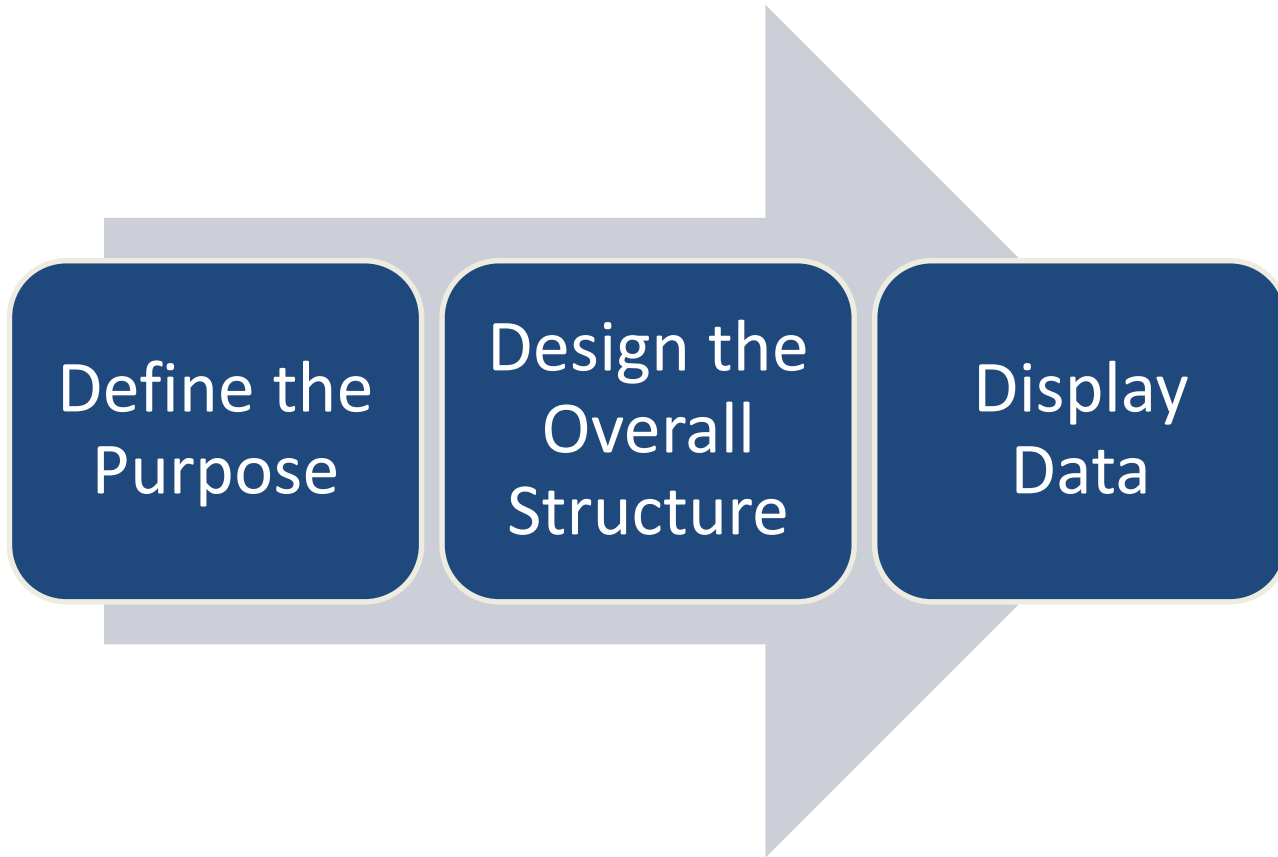 Define the
Purpose
Design the
Overall
Structure
Display
Data